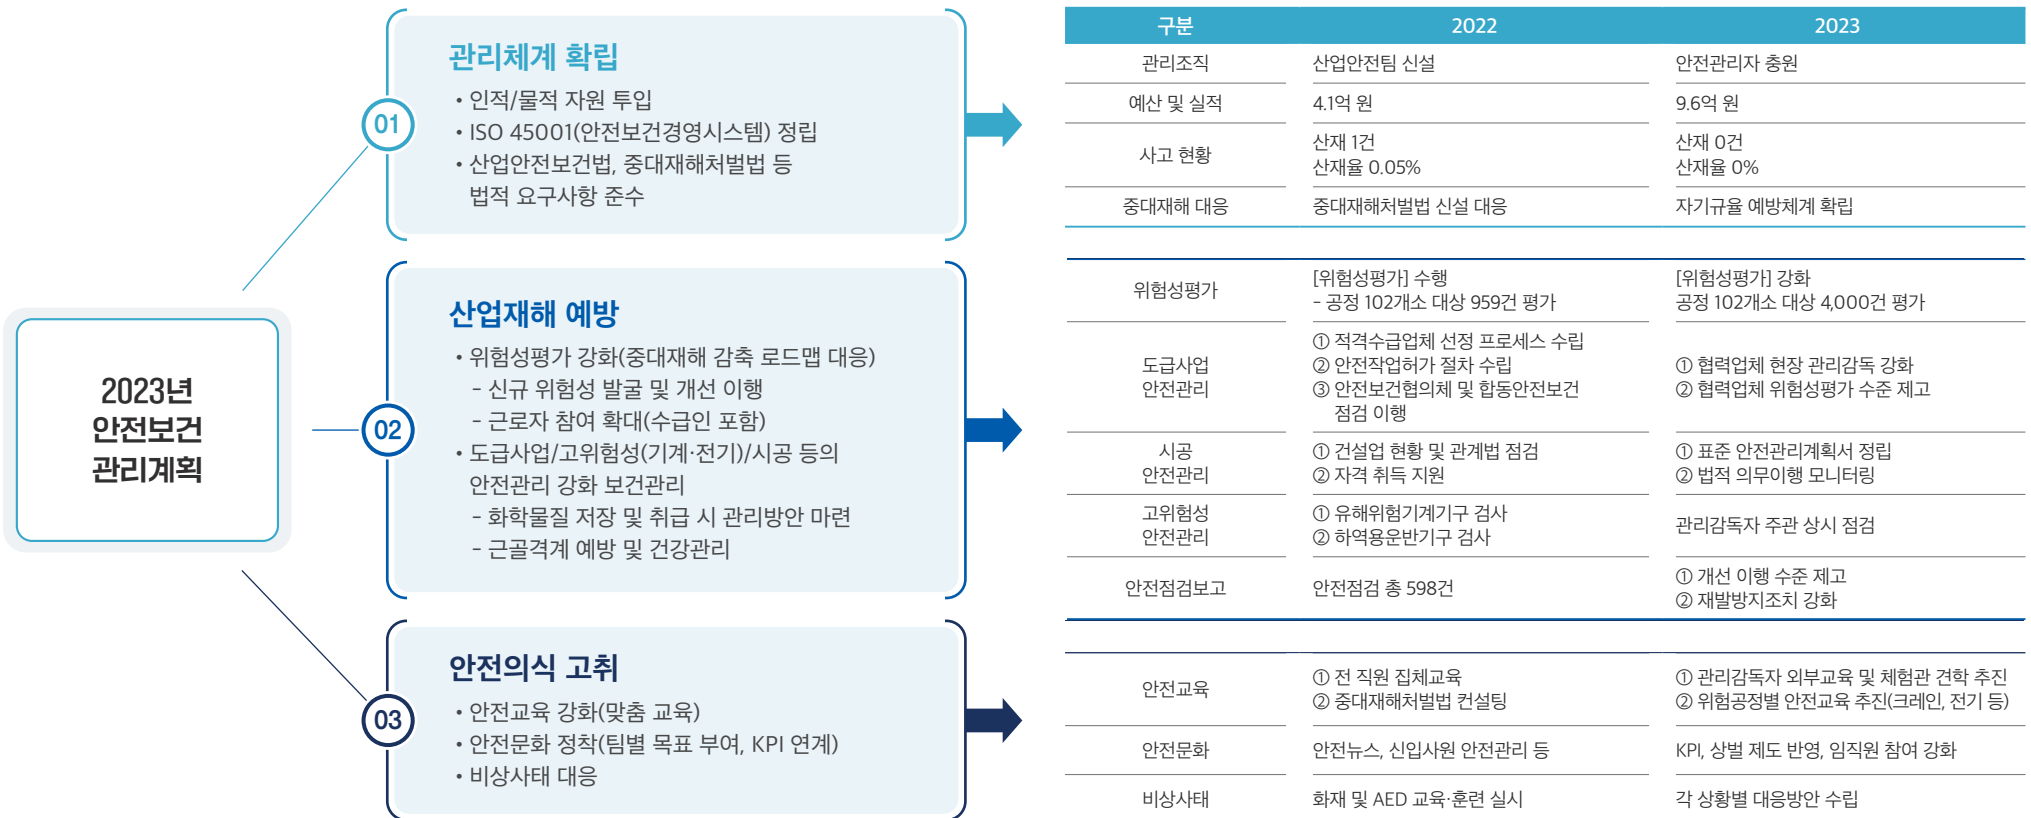 2023년
안전보건
관리계획
01
관리체계 확립
• 인적/물적 자원 투입
• ISO 45001(안전보건경영시스템) 정립
• 산업안전보건법, 중대재해처벌법 등
법적 요구사항 준수
02
산업재해 예방
• 위험성평가 강화(중대재해 감축 로드맵 대응)
- 신규 위험성 발굴 및 개선 이행
- 근로자 참여 확대(수급인 포함)
• 도급사업/고위험성(기계·전기)/시공 등의
안전관리 강화 보건관리
- 화학물질 저장 및 취급 시 관리방안 마련
- 근골격계 예방 및 건강관리
03
안전의식 고취
• 안전교육 강화(맞춤 교육)
• 안전문화 정착(팀별 목표 부여, KPI 연계)
• 비상사태 대응
구분 2022 2023
관리조직 산업안전팀 신설 안전관리자 충원
예산 및 실적 4.1억 원 9.6억 원
사고 현황
산재 1건
산재율 0.05%
산재 0건
산재율 0%
중대재해 대응 중대재해처벌법 신설 대응 자기규율 예방체계 확립
위험성평가
[위험성평가] 수행
- 공정 102개소 대상 959건 평가
[위험성평가] 강화
공정 102개소 대상 4,000건 평가
도급사업
안전관리
① 적격수급업체 선정 프로세스 수립
② 안전작업허가 절차 수립
③ 안전보건협의체 및 합동안전보건
점검 이행
① 협력업체 현장 관리감독 강화
② 협력업체 위험성평가 수준 제고
시공
안전관리
① 건설업 현황 및 관계법 점검
② 자격 취득 지원
① 표준 안전관리계획서 정립
② 법적 의무이행 모니터링
고위험성
안전관리
① 유해위험기계기구 검사
② 하역용운반기구 검사
관리감독자 주관 상시 점검
안전점검보고
안전점검 총 598건
① 개선 이행 수준 제고
② 재발방지조치 강화
안전교육
① 전 직원 집체교육
② 중대재해처벌법 컨설팅
① 관리감독자 외부교육 및 체험관 견학 추진
② 위험공정별 안전교육 추진(크레인, 전기 등)
안전문화 안전뉴스, 신입사원 안전관리 등 KPI, 상벌 제도 반영, 임직원 참여 강화
비상사태 화재 및 AED 교육·훈련 실시 각 상황별 대응방안 수립